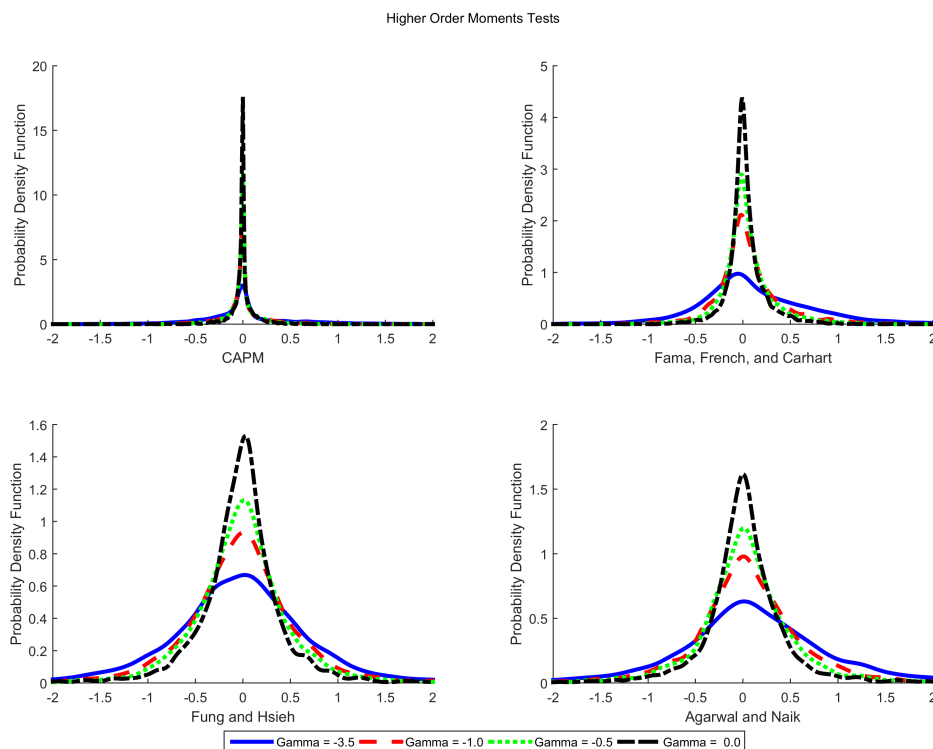 Higher Order Moments Tests
20
15
10
5
0
Probability Density Function
-2 -1.5 -1 -0.5 0 0.5 1 1.5 2
CAPM
5
4
3
2
1
0
Probability Density Function
-2 -1.5 -1 -0.5 0 0.5 1 1.5 2
Fama, French, and Carhart
1.6
1.4
1.2
1
0.8
0.6
0.4
0.2
0
Probability Density Function
-2 -1.5 -1 -0.5 0 0.5 1 1.5 2
Fung and Hsieh
2
1.5
1
0.5
0
Probability Density Function
-2 -1.5 -1 -0.5 0 0.5 1 1.5 2
Agarwal and Naik
Gamma = -3.5 Gamma = -1.0 Gamma = -0.5 Gamma = 0.0